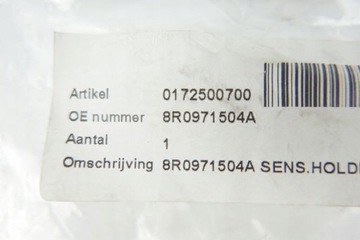 Artikel 0172500700
OE nummer 8R0971504A
Aantal 1
Omschrijving 8R0971504A SENS.HOLD